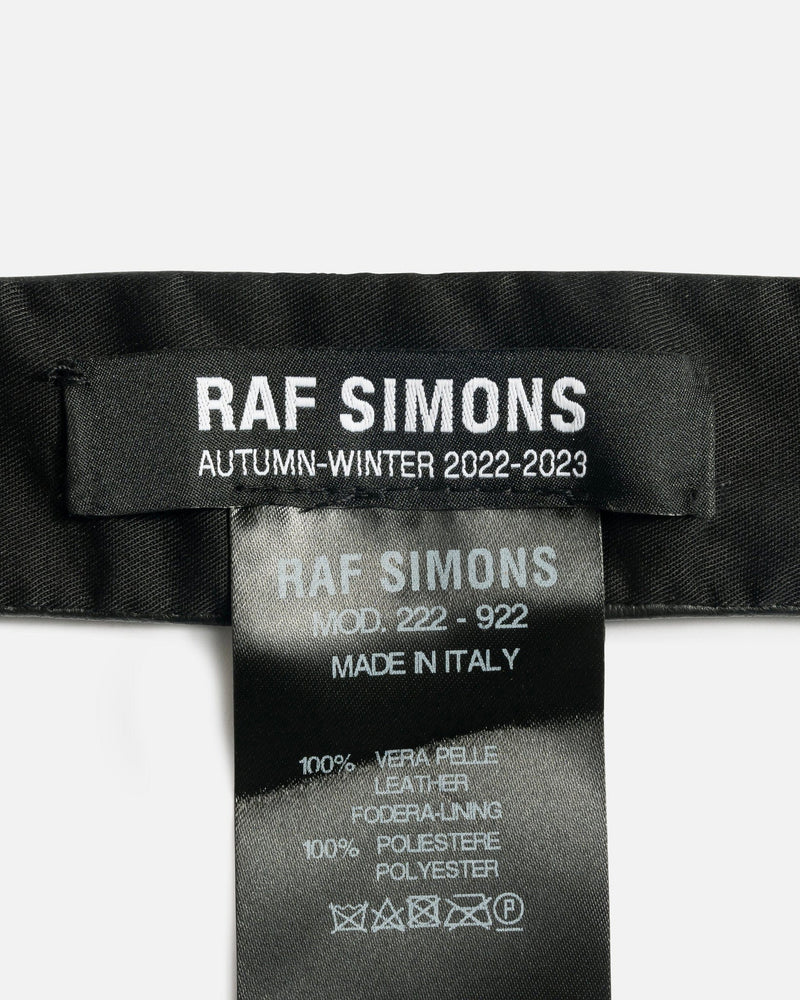 RAF SIMONS
AUTUMN-WINTER 2022-2023
RAF SIMONS
MOD. 222 - 922
MADE IN ITALY
100% VERA PELLE
LEATHER
FODERA-LINING
100% POLIESTERE
POLYESTER
P